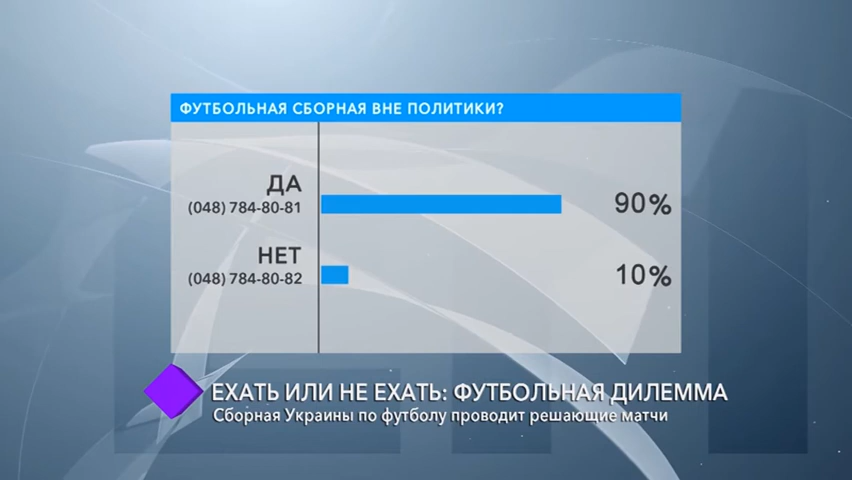 ФУТБОЛЬНАЯ СБОРНАЯ ВНЕ ПОЛИТИКИ?
ДА
(048) 784-80-81
90%
НЕТ
(048) 784-80-82
10%
ЕХАТЬ ИЛИ НЕ ЕХАТЬ: ФУТБОЛЬНАЯ ДИЛЕММА
Сборная Украины по футболу проводит решающие матчи